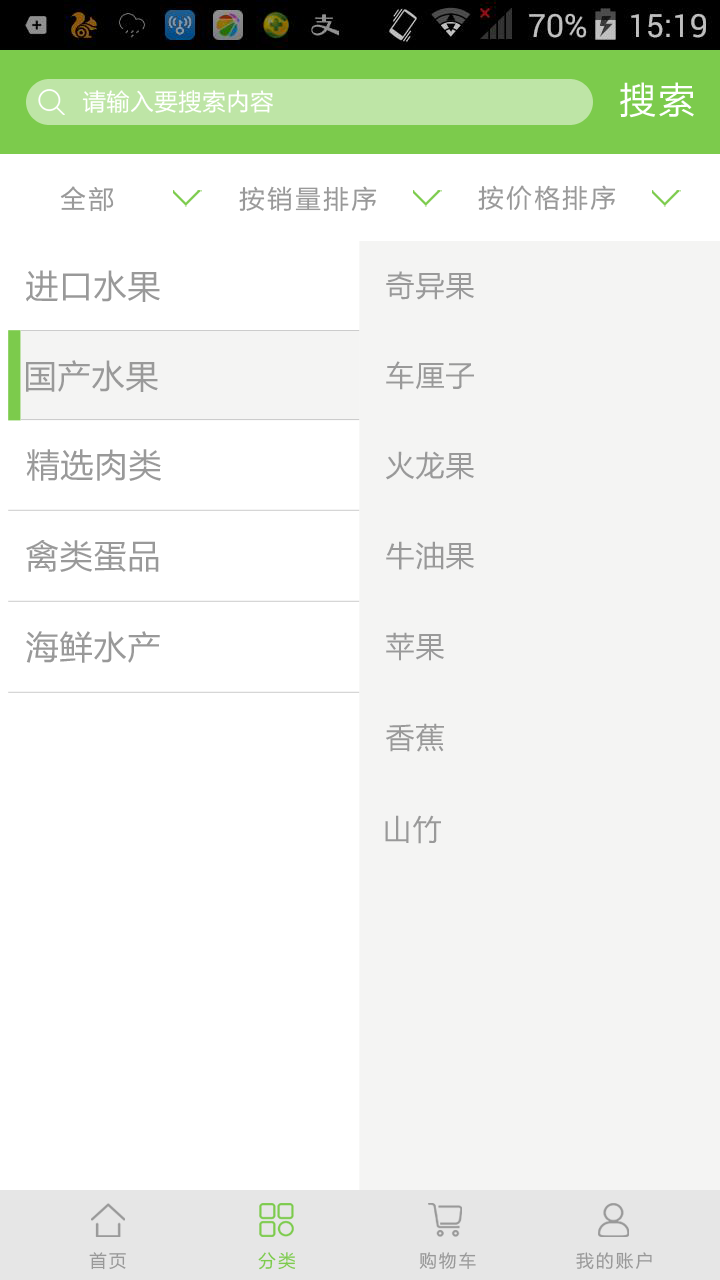 70% 15:19
请输入要搜索内容 搜索
全部 按销量排序 按价格排序
进口水果
国产水果
精选肉类
禽类蛋品
海鲜水产
奇异果
车厘子
火龙果
牛油果
苹果
香蕉
山竹
首页 分类 购物车 我的账户